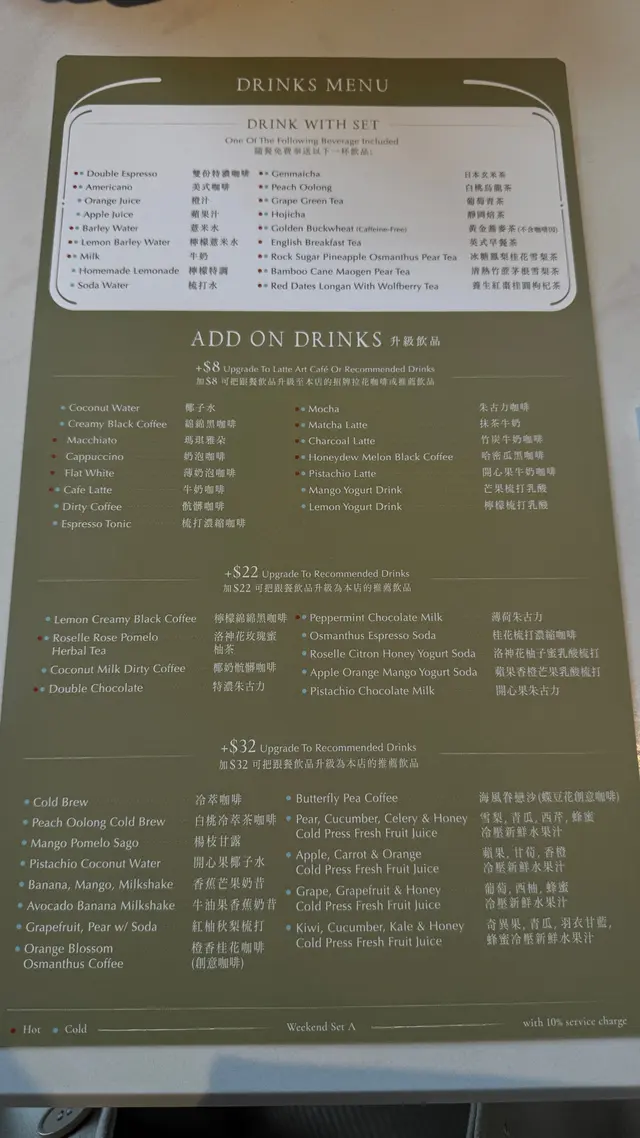 DRINKS MENU
DRINK WITH SET
One Of The Following Beverage Included
隨餐免費奉送以下一杯飲品:
Double Espresso 雙份特濃咖啡
Americano 美式咖啡
Orange Juice 橙汁
Apple Juice 蘋果汁
Barley Water 薏米水
Lemon Barley Water 檸檬薏米水
Milk 牛奶
Homemade Lemonade 檸檬特調
Soda Water 梳打水
Genmaicha 日本玄米茶
Peach Oolong 白桃烏龍茶
Grape Green Tea 葡萄青茶
Hojicha 靜岡焙茶
Golden Buckwheat (Caffeine-Free) 黃金蕎麥茶 (不含咖啡因)
English Breakfast Tea 英式早餐茶
Rock Sugar Pineapple Osmanthus Pear Tea 冰糖鳳梨桂花雪梨茶
Bamboo Cane Maogen Pear Tea 清熱竹蔗茅根雪梨茶
Red Dates Longan With Wolfberry Tea 養生紅棗桂圓枸杞茶
ADD ON DRINKS 升級飲品
+$8 Upgrade To Latte Art Café Or Recommended Drinks
加$8 可把跟餐飲品升級至本店的招牌拉花咖啡或推薦飲品
Coconut Water 椰子水
Creamy Black Coffee 綿綿黑咖啡
Macchiato 瑪琪雅朵
Cappuccino 奶泡咖啡
Flat White 薄奶泡咖啡
Cafe Latte 牛奶咖啡
Dirty Coffee 骯髒咖啡
Espresso Tonic 梳打濃縮咖啡
Mocha 朱古力咖啡
Matcha Latte 抹茶牛奶
Charcoal Latte 竹炭牛奶咖啡
Honeydew Melon Black Coffee 哈密瓜黑咖啡
Pistachio Latte 開心果牛奶咖啡
Mango Yogurt Drink 芒果梳打乳酸
Lemon Yogurt Drink 檸檬梳打乳酸
+$22 Upgrade To Recommended Drinks
加$22 可把跟餐飲品升級為本店的推薦飲品
Lemon Creamy Black Coffee 檸檬綿綿黑咖啡
Roselle Rose Pomelo 洛神花玫瑰蜜
Herbal Tea 柚茶
Coconut Milk Dirty Coffee 椰奶骯髒咖啡
Double Chocolate 特濃朱古力
Peppermint Chocolate Milk 薄荷朱古力
Osmanthus Espresso Soda 桂花梳打濃縮咖啡
Roselle Citron Honey Yogurt Soda 洛神花柚子蜜乳酸梳打
Apple Orange Mango Yogurt Soda 蘋果香橙芒果乳酸梳打
Pistachio Chocolate Milk 開心果朱古力
+$32 Upgrade To Recommended Drinks
加$32 可把跟餐飲品升級為本店的推薦飲品
Cold Brew 冷萃咖啡
Peach Oolong Cold Brew 白桃冷萃茶咖啡
Mango Pomelo Sago 楊枝甘露
Pistachio Coconut Water 開心果椰子水
Banana, Mango, Milkshake 香蕉芒果奶昔
Avocado Banana Milkshake 牛油果香蕉奶昔
Grapefruit, Pear w/ Soda 紅柚秋梨梳打
Orange Blossom 橙香桂花咖啡
Osmanthus Coffee (創意咖啡)
Butterfly Pea Coffee 海風眷戀沙(蝶豆花創意咖啡)
Pear, Cucumber, Celery & Honey 雪梨, 青瓜, 西芹, 蜂蜜
Cold Press Fresh Fruit Juice 冷壓新鮮水果汁
Apple, Carrot & Orange 蘋果, 甘荀, 香橙
Cold Press Fresh Fruit Juice 冷壓新鮮水果汁
Grape, Grapefruit & Honey 葡萄, 西柚, 蜂蜜
Cold Press Fresh Fruit Juice 冷壓新鮮水果汁
Kiwi, Cucumber, Kale & Honey 奇異果, 青瓜, 羽衣甘藍,
Cold Press Fresh Fruit Juice 蜂蜜冷壓新鮮水果汁
Hot Cold Weekend Set A with 10% service charge